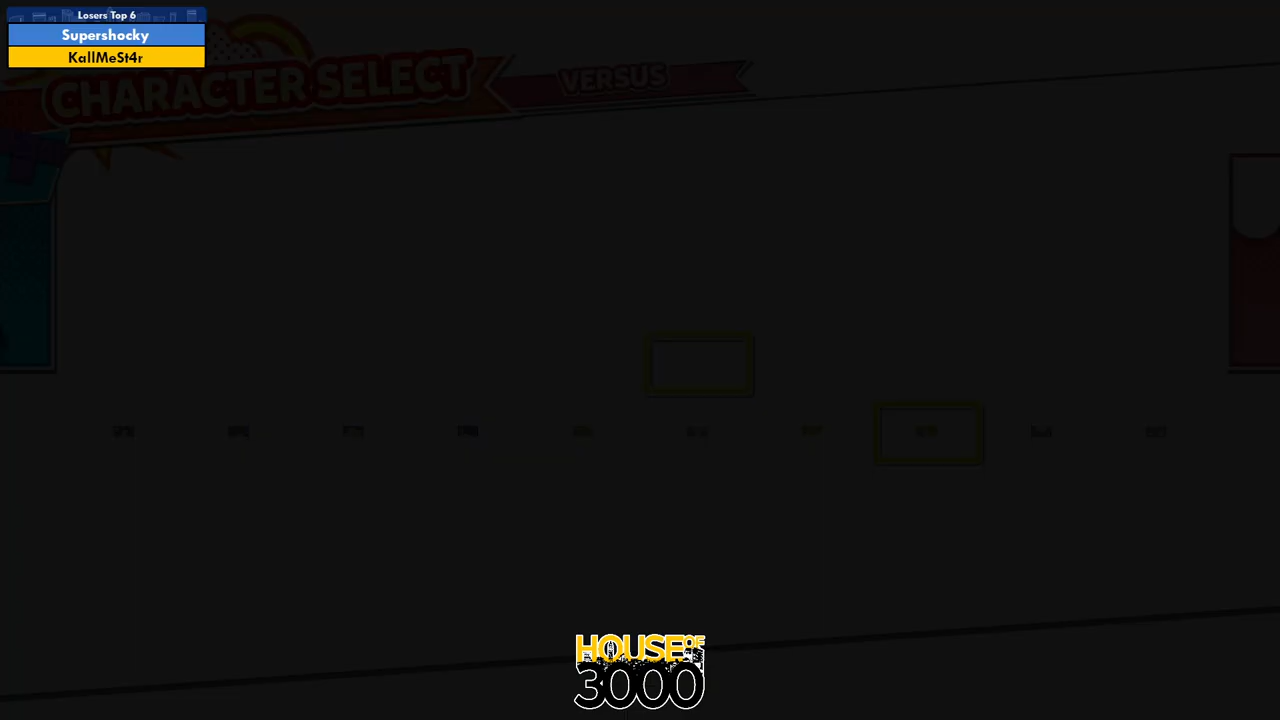 Losers Top 6
Supershocky
KallMeSt4r
CHARACTER SELECT
VERSUS
HOUSE OF
3000